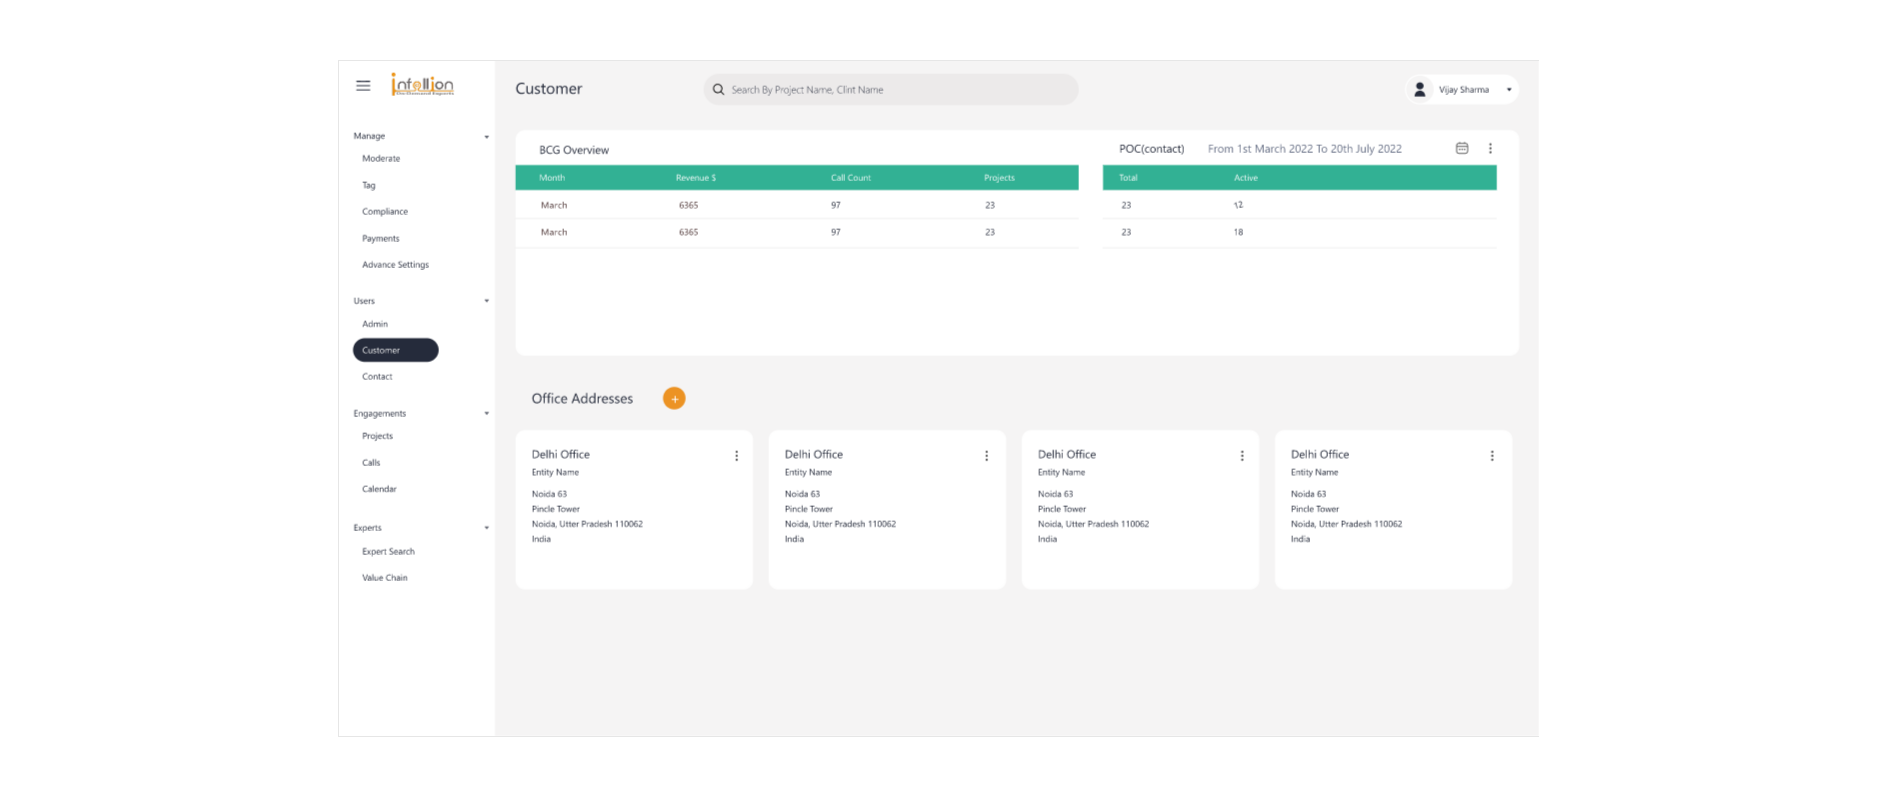 infollion
Customer
Search By Project Name, Clint Name
Vijay Sharma
Manage
Moderate
Tag
Compliance
Payments
Advance Settings
Users
Admin
Customer
Contact
Engagements
Projects
Calls
Calendar
Experts
Expert Search
Value Chain
BCG Overview
Month Revenue $ Call Count Projects
March 6365 97 23
March 6365 97 23
POC(contact) From 1st March 2022 To 20th July 2022
Total Active
23
23 18
Office Addresses +
Delhi Office
Entity Name
Noida 63
Pincle Tower
Noida, Utter Pradesh 110062
India
Delhi Office
Entity Name
Noida 63
Pincle Tower
Noida, Utter Pradesh 110062
India
Delhi Office
Entity Name
Noida 63
Pincle Tower
Noida, Utter Pradesh 110062
India
Delhi Office
Entity Name
Noida 63
Pincle Tower
Noida, Utter Pradesh 110062
India